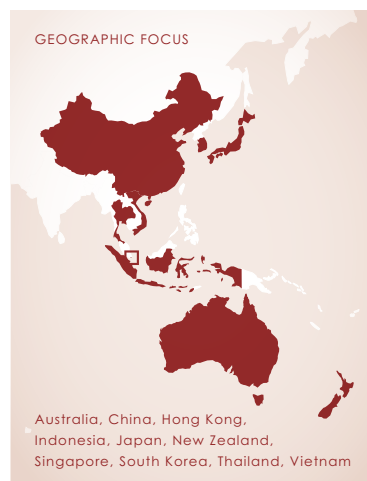 GEOGRAPHIC FOCUS
Australia, China, Hong Kong,
Indonesia, Japan, New Zealand,
Singapore, South Korea, Thailand, Vietnam